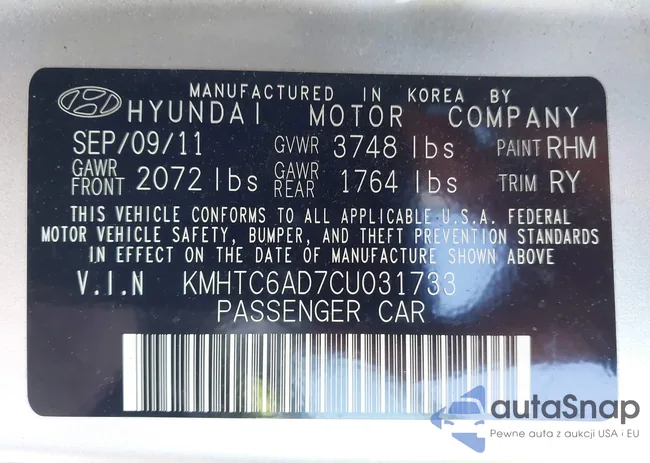 MANUFACTURED IN KOREA BY
HYUNDAI MOTOR COMPANY
SEP/09/11 GVWR 3748 lbs PAINT RHM
GAWR FRONT 2072 lbs GAWR REAR 1764 lbs TRIM RY
THIS VEHICLE CONFORMS TO ALL APPLICABLE U.S.A. FEDERAL
MOTOR VEHICLE SAFETY, BUMPER, AND THEFT PREVENTION STANDARDS
IN EFFECT ON THE DATE OF MANUFACTURE SHOWN ABOVE.
V.I.N KMHTC6AD7CU031733
PASSENGER CAR
autaSnap
Pewne auta z aukcji USA i EU